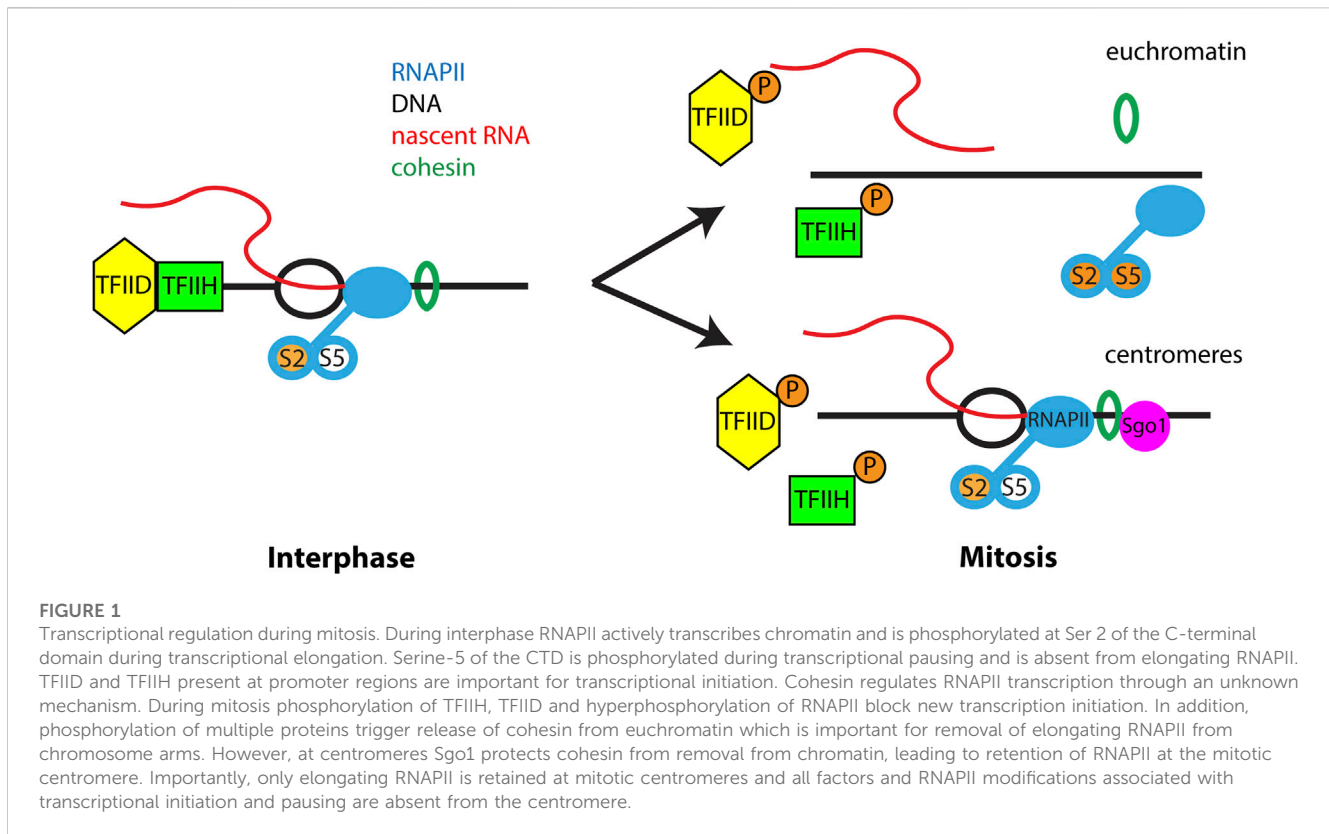 RNAPII
DNA
nascent RNA
cohesin
TFIID
TFIIH
S2
S5
Interphase
euchromatin
P
TFIID
P
TFIIH
S2
S5
centromeres
P
TFIID
RNAPII
Sgo1
P
TFIIH
S2
S5
Mitosis
FIGURE 1
Transcriptional regulation during mitosis. During interphase RNAPII actively transcribes chromatin and is phosphorylated at Ser 2 of the C-terminal
domain during transcriptional elongation. Serine-5 of the CTD is phosphorylated during transcriptional pausing and is absent from elongating RNAPII.
TFIID and TFIIH present at promoter regions are important for transcriptional initiation. Cohesin regulates RNAPII transcription through an unknown
mechanism. During mitosis phosphorylation of TFIIH, TFIID and hyperphosphorylation of RNAPII block new transcription initiation. In addition,
phosphorylation of multiple proteins trigger release of cohesin from euchromatin which is important for removal of elongating RNAPII from
chromosome arms. However, at centromeres Sgo1 protects cohesin from removal from chromatin, leading to retention of RNAPII at the mitotic
centromere. Importantly, only elongating RNAPII is retained at mitotic centromeres and all factors and RNAPII modifications associated with
transcriptional initiation and pausing are absent from the centromere.